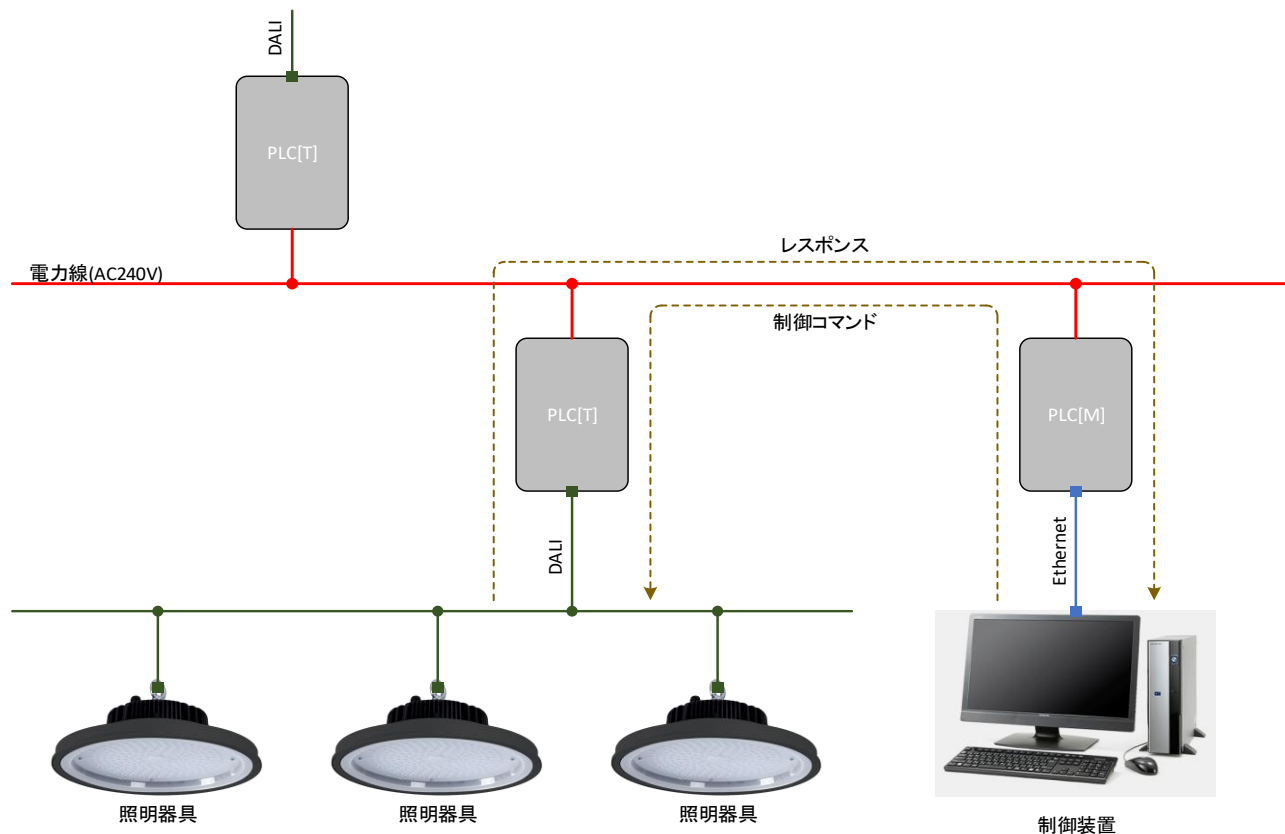 DALI
PLC[T]
電力線(AC240V)
レスポンス
制御コマンド
PLC[T]
PLC[M]
DALI
Ethernet
照明器具
照明器具
照明器具
制御装置